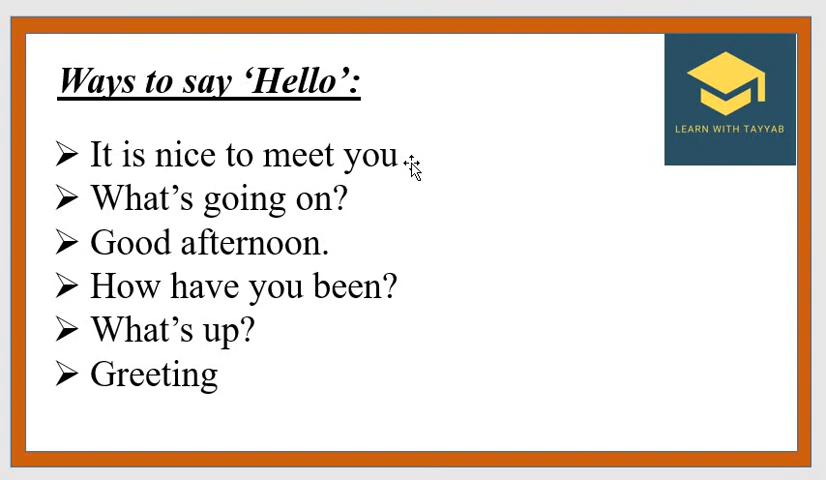 Ways to say ‘Hello’:
LEARN WITH TAYYAB
It is nice to meet you
What’s going on?
Good afternoon.
How have you been?
What’s up?
Greeting